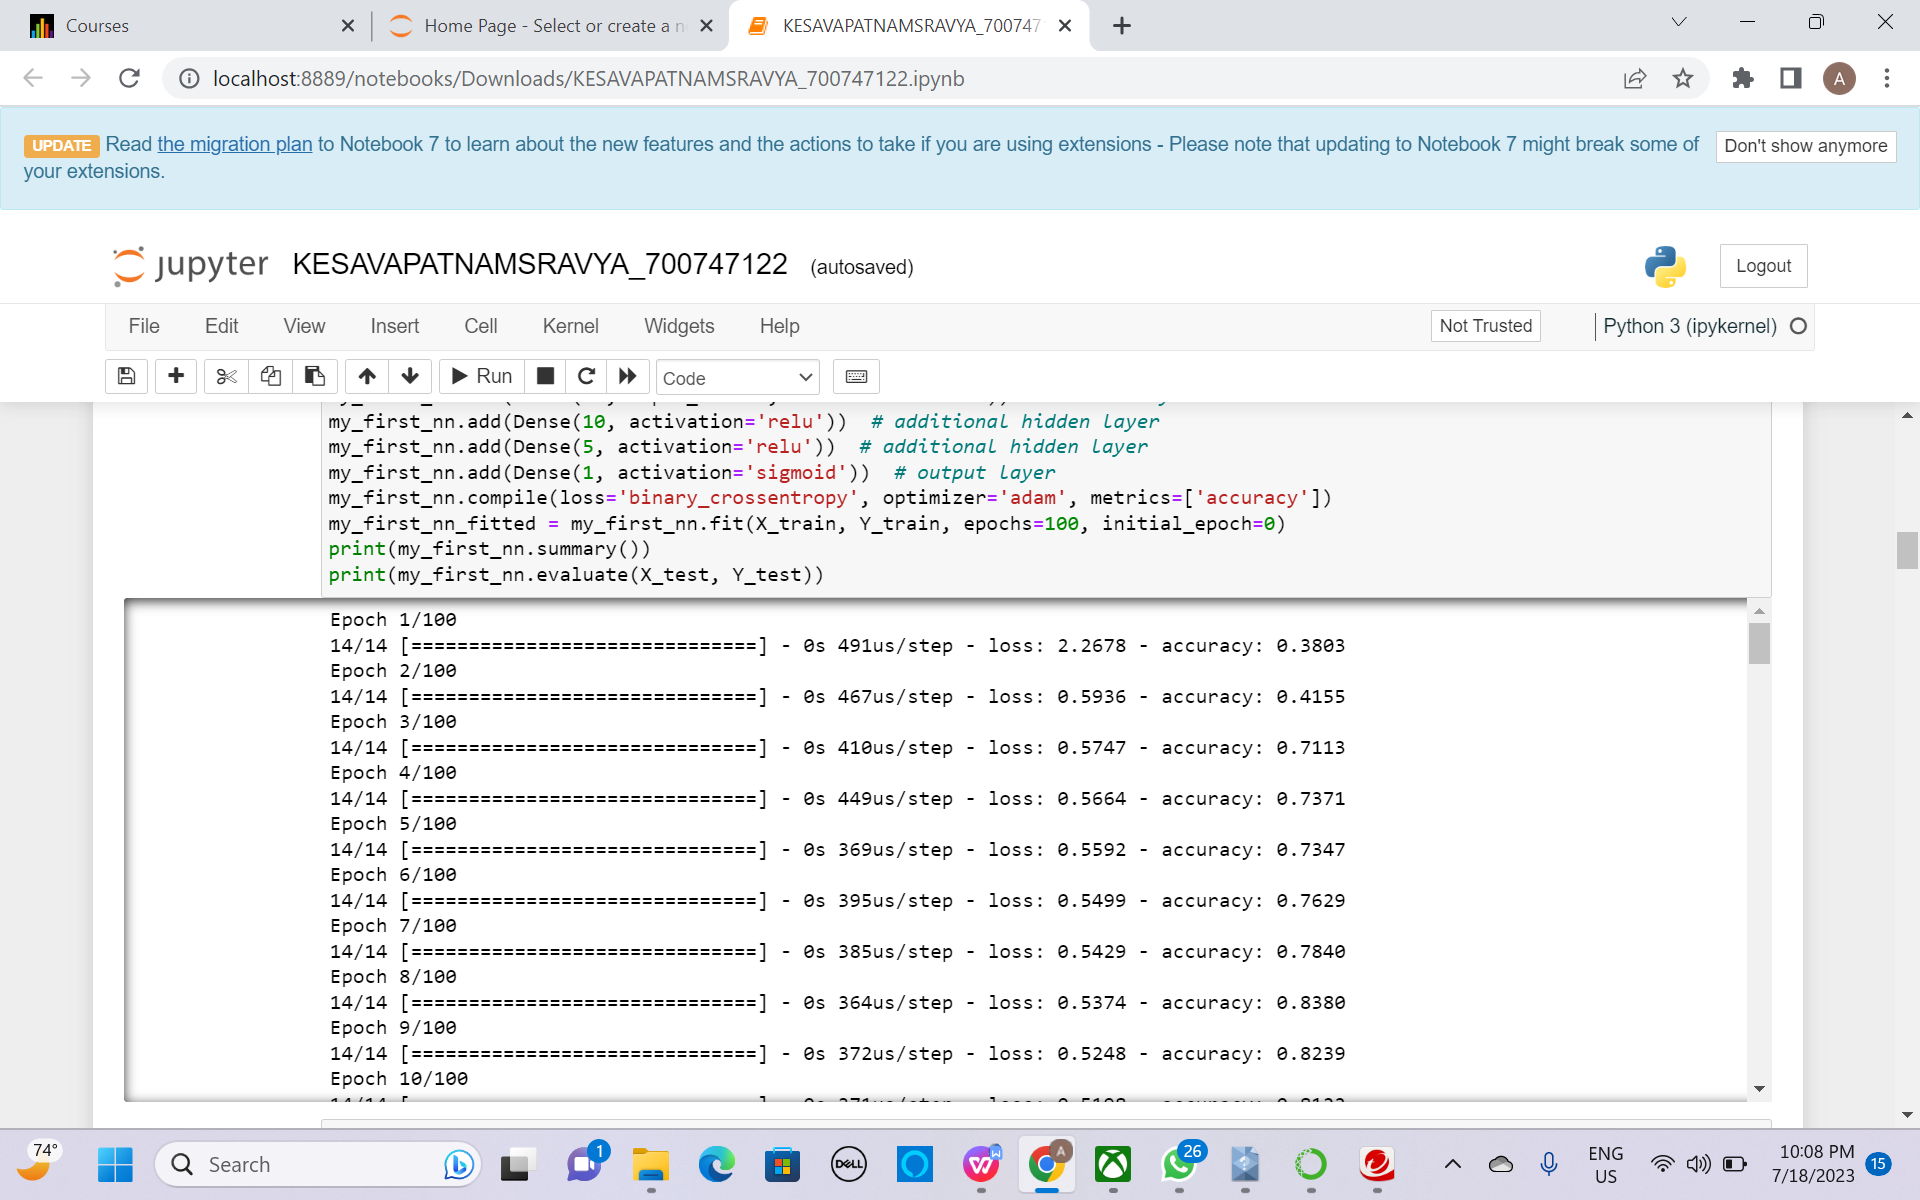 Courses
Home Page - Select or create a n
KESAVAPATNAMSRAVYA_700747
localhost:8889/notebooks/Downloads/KESAVAPATNAMSRAVYA_700747122.ipynb
A
UPDATE Read the migration plan to Notebook 7 to learn about the new features and the actions to take if you are using extensions - Please note that updating to Notebook 7 might break some of
your extensions.
Don't show anymore
jupyter KESAVAPATNAMSRAVYA_700747122 (autosaved)
Logout
File Edit View Insert Cell Kernel Widgets Help
Not Trusted
Python 3 (ipykernel)
Run
Code
my_first_nn.add(Dense(10, activation='relu')) # additional hidden layer
my_first_nn.add(Dense(5, activation='relu')) # additional hidden layer
my_first_nn.add(Dense(1, activation='sigmoid')) # output layer
my_first_nn.compile(loss='binary_crossentropy', optimizer='adam', metrics=['accuracy'])
my_first_nn_fitted = my_first_nn.fit(X_train, Y_train, epochs=100, initial_epoch=0)
print(my_first_nn.summary())
print(my_first_nn.evaluate(X_test, Y_test))
Epoch 1/100
14/14 [==============================] - 0s 491us/step - loss: 2.2678 - accuracy: 0.3803
Epoch 2/100
14/14 [==============================] - 0s 467us/step - loss: 0.5936 - accuracy: 0.4155
Epoch 3/100
14/14 [==============================] - 0s 410us/step - loss: 0.5747 - accuracy: 0.7113
Epoch 4/100
14/14 [==============================] - 0s 449us/step - loss: 0.5664 - accuracy: 0.7371
Epoch 5/100
14/14 [==============================] - 0s 369us/step - loss: 0.5592 - accuracy: 0.7347
Epoch 6/100
14/14 [==============================] - 0s 395us/step - loss: 0.5499 - accuracy: 0.7629
Epoch 7/100
14/14 [==============================] - 0s 385us/step - loss: 0.5429 - accuracy: 0.7840
Epoch 8/100
14/14 [==============================] - 0s 364us/step - loss: 0.5374 - accuracy: 0.8380
Epoch 9/100
14/14 [==============================] - 0s 372us/step - loss: 0.5248 - accuracy: 0.8239
Epoch 10/100
74°
Search
1
DELL
W
A
26
ENG
US
10:08 PM
7/18/2023
15